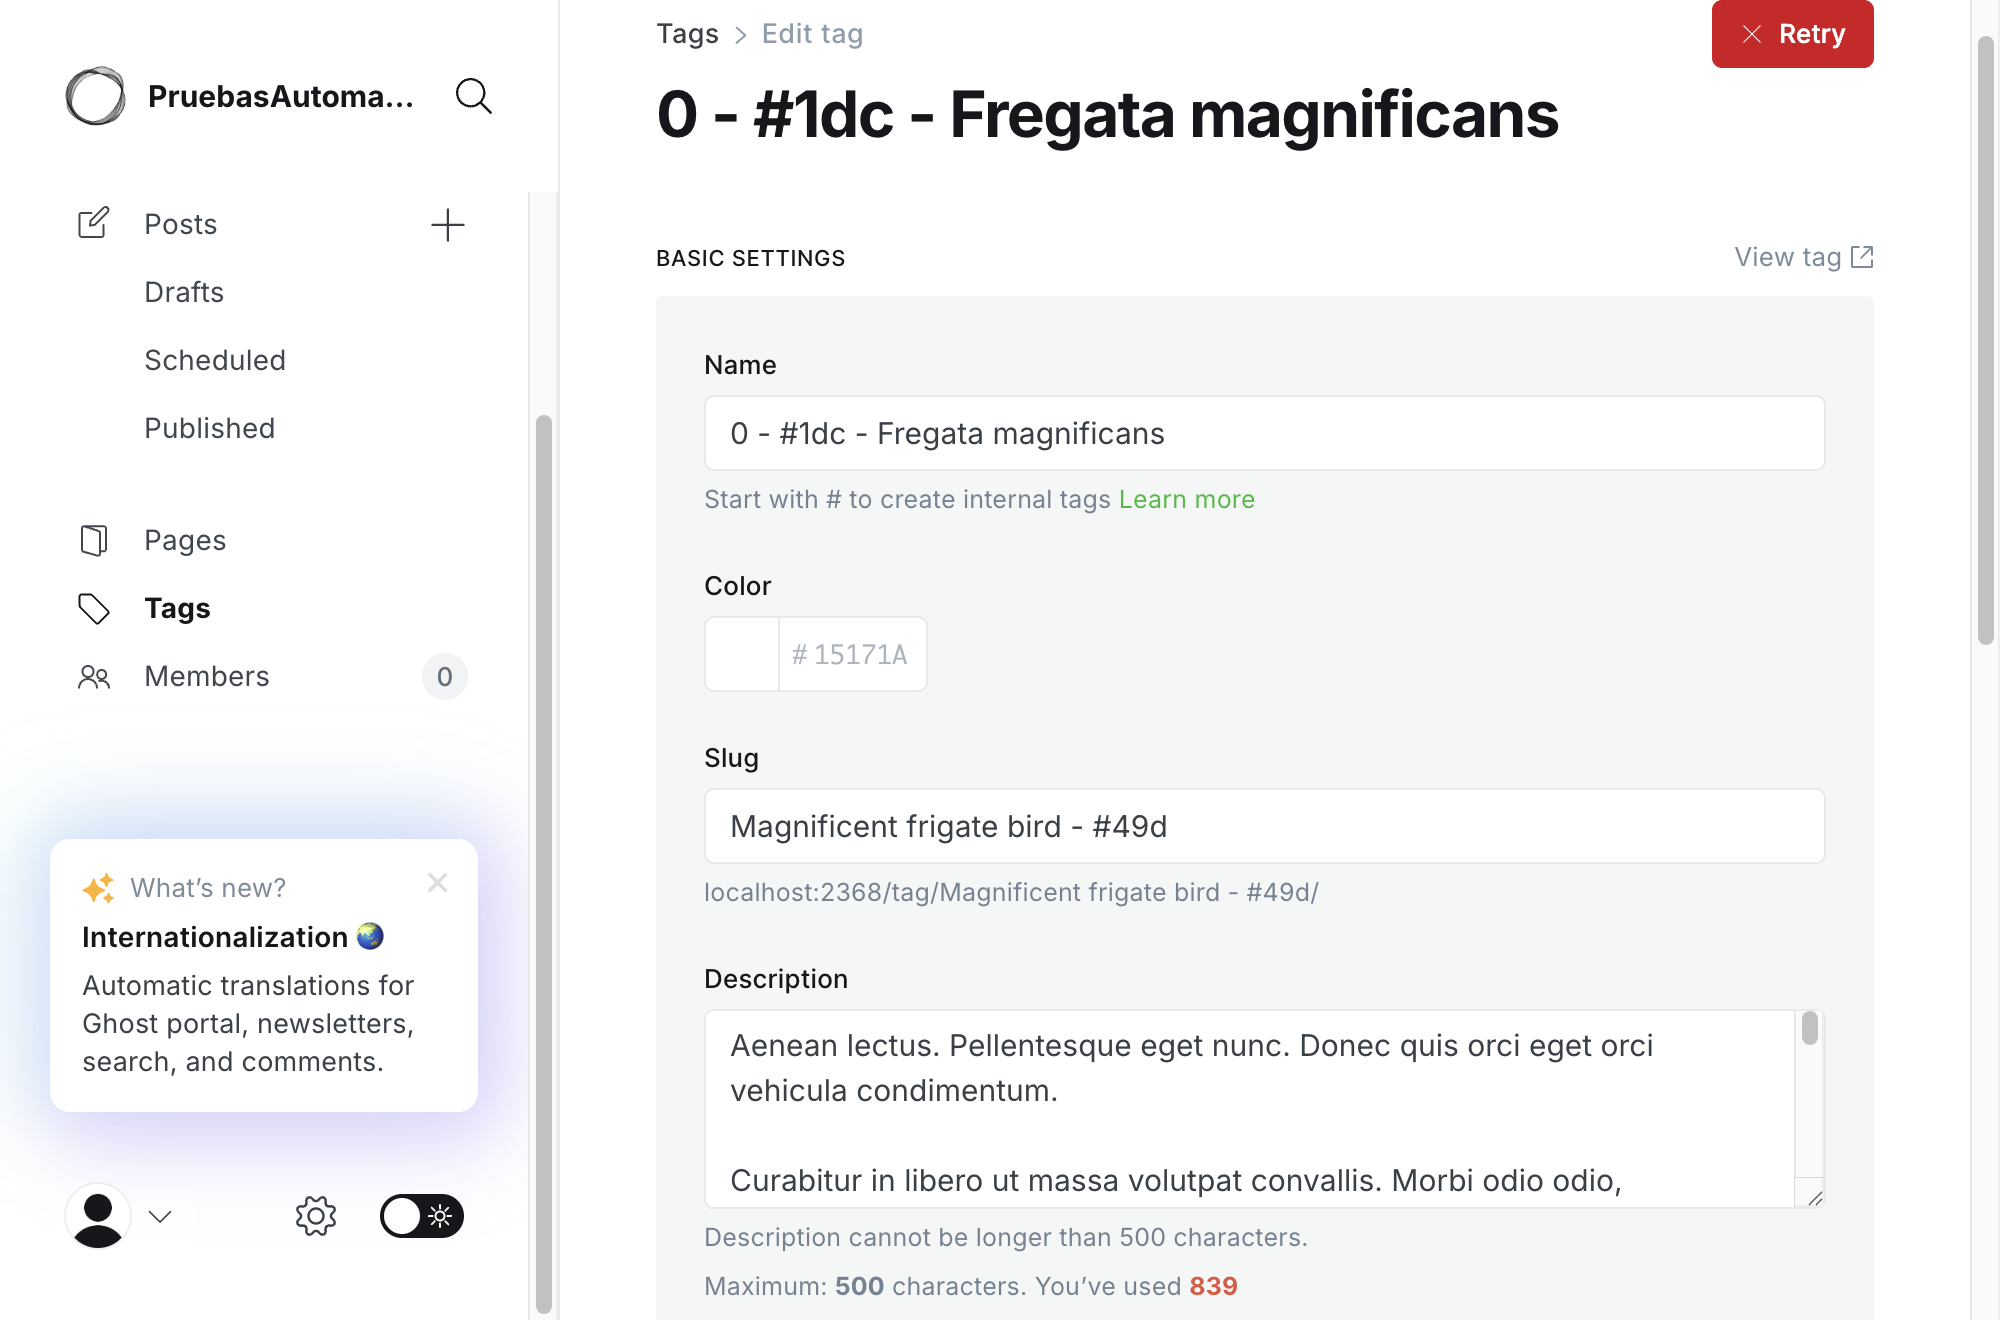 PruebasAutoma...
Posts
Drafts
Scheduled
Published
Pages
Tags
Members
0
What’s new?
Internationalization
Automatic translations for
Ghost portal, newsletters,
search, and comments.
Tags > Edit tag
Retry
0 - #1dc - Fregata magnificans
BASIC SETTINGS
View tag
Name
0 - #1dc - Fregata magnificans
Start with # to create internal tags Learn more
Color
# 15171A
Slug
Magnificent frigate bird - #49d
localhost:2368/tag/Magnificent frigate bird - #49d/
Description
Aenean lectus. Pellentesque eget nunc. Donec quis orci eget orci
vehicula condimentum.
Curabitur in libero ut massa volutpat convallis. Morbi odio odio,
Description cannot be longer than 500 characters.
Maximum: 500 characters. You’ve used 839